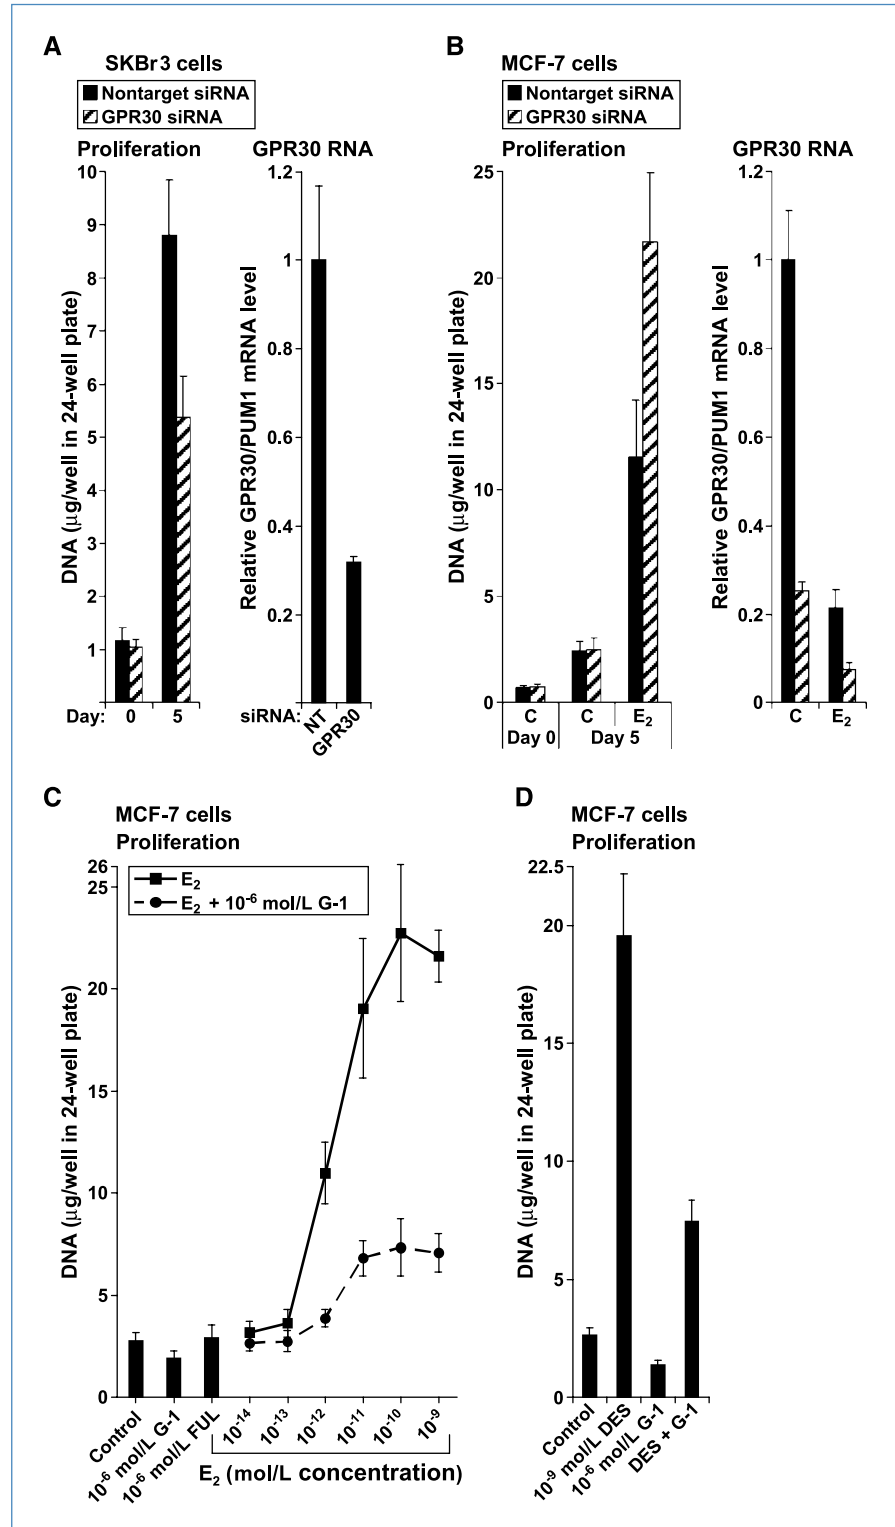 A
SKBr3 cells
Nontarget siRNA
GPR30 siRNA
Proliferation
GPR30 RNA
DNA (μg/well in 24-well plate)
10
9
8
7
6
5
4
3
2
1
Day: 0 5
Relative GPR30/PUM1 mRNA level
1.2
1
0.8
0.6
0.4
0.2
siRNA: NT GPR30
B
MCF-7 cells
Nontarget siRNA
GPR30 siRNA
Proliferation
GPR30 RNA
DNA (μg/well in 24-well plate)
25
20
15
10
5
0
C C E₂
Day 0 Day 5
Relative GPR30/PUM1 mRNA level
1.2
1
0.8
0.6
0.4
0.2
0
C E₂
C
MCF-7 cells
Proliferation
E₂
E₂ + 10⁻⁶ mol/L G-1
DNA (μg/well in 24-well plate)
26
25
20
15
10
5
0
Control
10⁻⁶ mol/L G-1
10⁻⁶ mol/L FUL
10⁻¹⁴
10⁻¹³
10⁻¹²
10⁻¹¹
10⁻¹⁰
10⁻⁹
E₂ (mol/L concentration)
D
MCF-7 cells
Proliferation
DNA (μg/well in 24-well plate)
22.5
20
15
10
5
0
Control
10⁻⁹ mol/L DES
10⁻⁶ mol/L G-1
DES + G-1